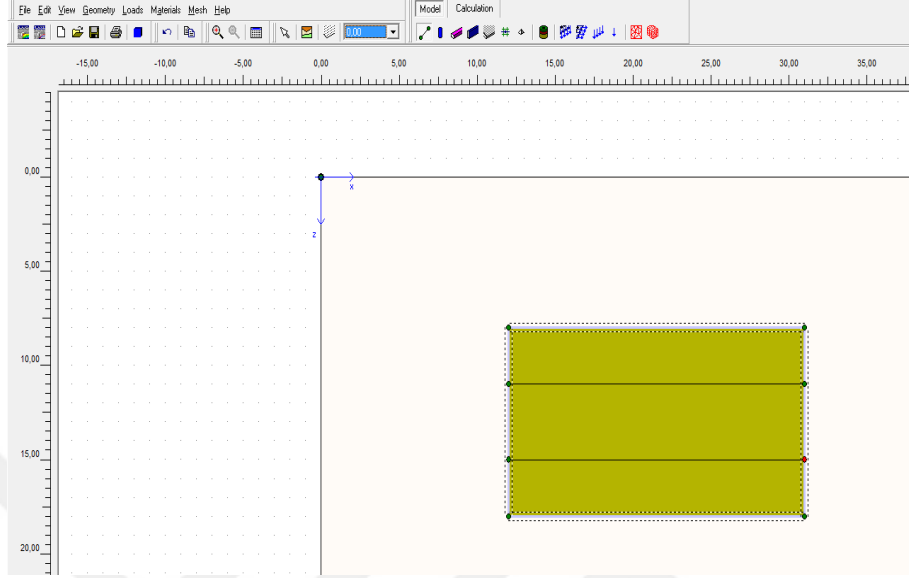 File Edit View Geometry Loads Materials Mesh Help
Model Calculation
0,00
-15,00 -10,00 -5,00 0,00 5,00 10,00 15,00 20,00 25,00 30,00 35,00
0,00
x
z
5,00
10,00
15,00
20,00